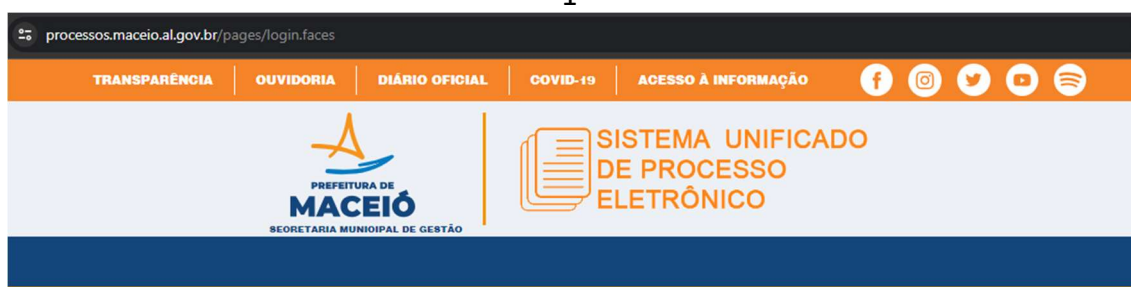 1
processos.maceio.al.gov.br/pages/login.faces
TRANSPARÊNCIA OUVIDORIA DIÁRIO OFICIAL COVID-19 ACESSO À INFORMAÇÃO
PREFEITURA DE
MACEIÓ
SECRETARIA MUNICIPAL DE GESTÃO
SISTEMA UNIFICADO
DE PROCESSO
ELETRÔNICO